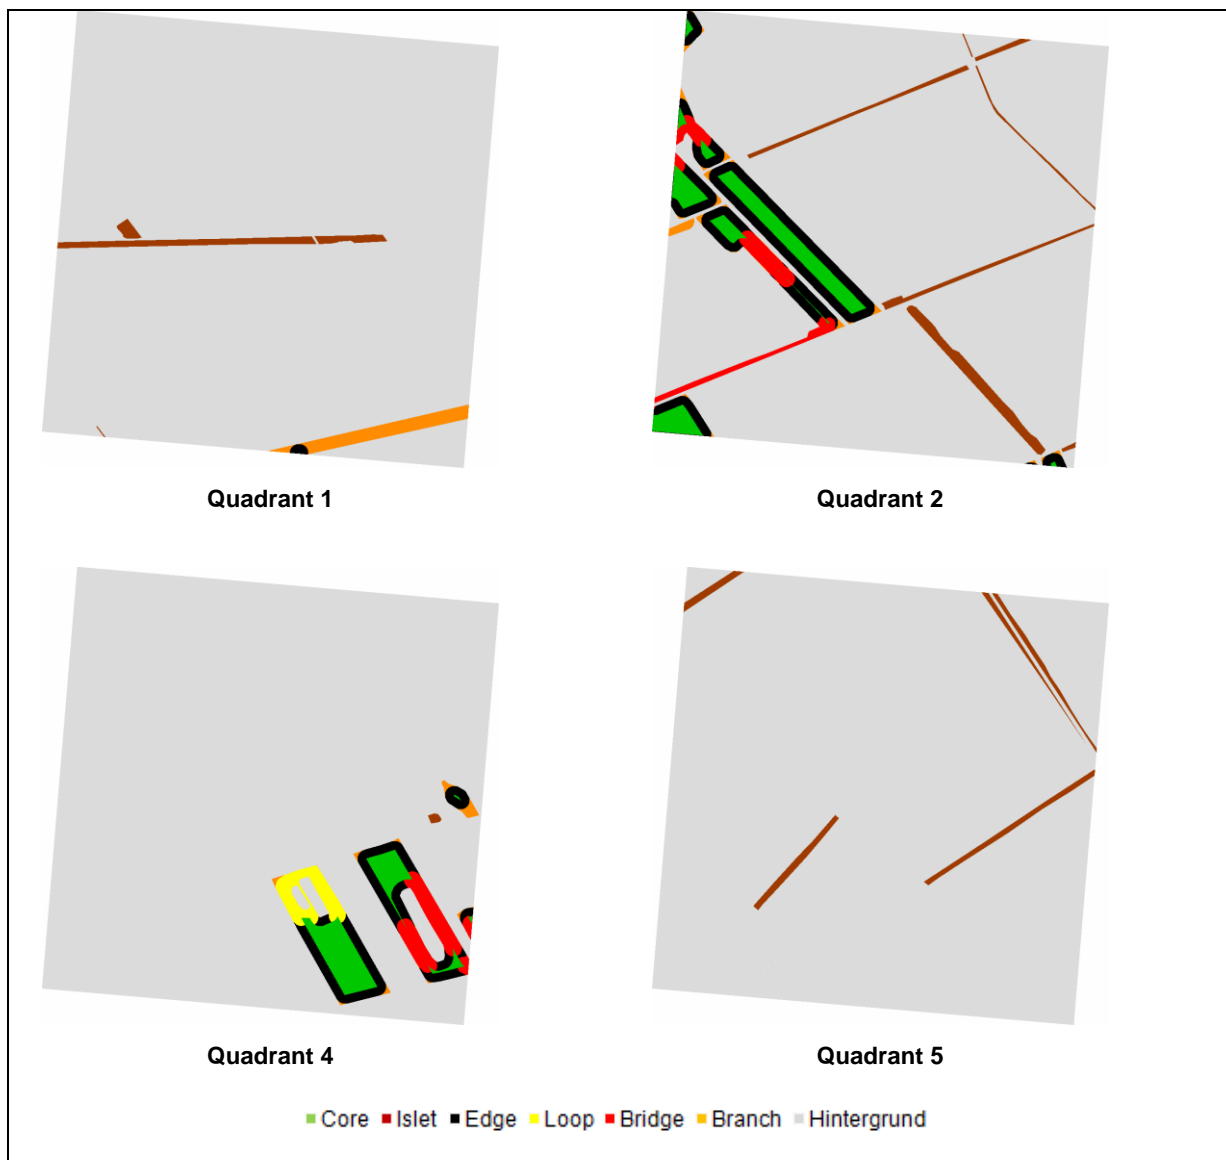 Quadrant 1
Quadrant 2
Quadrant 4
Quadrant 5
Core Islet Edge Loop Bridge Branch Hintergrund